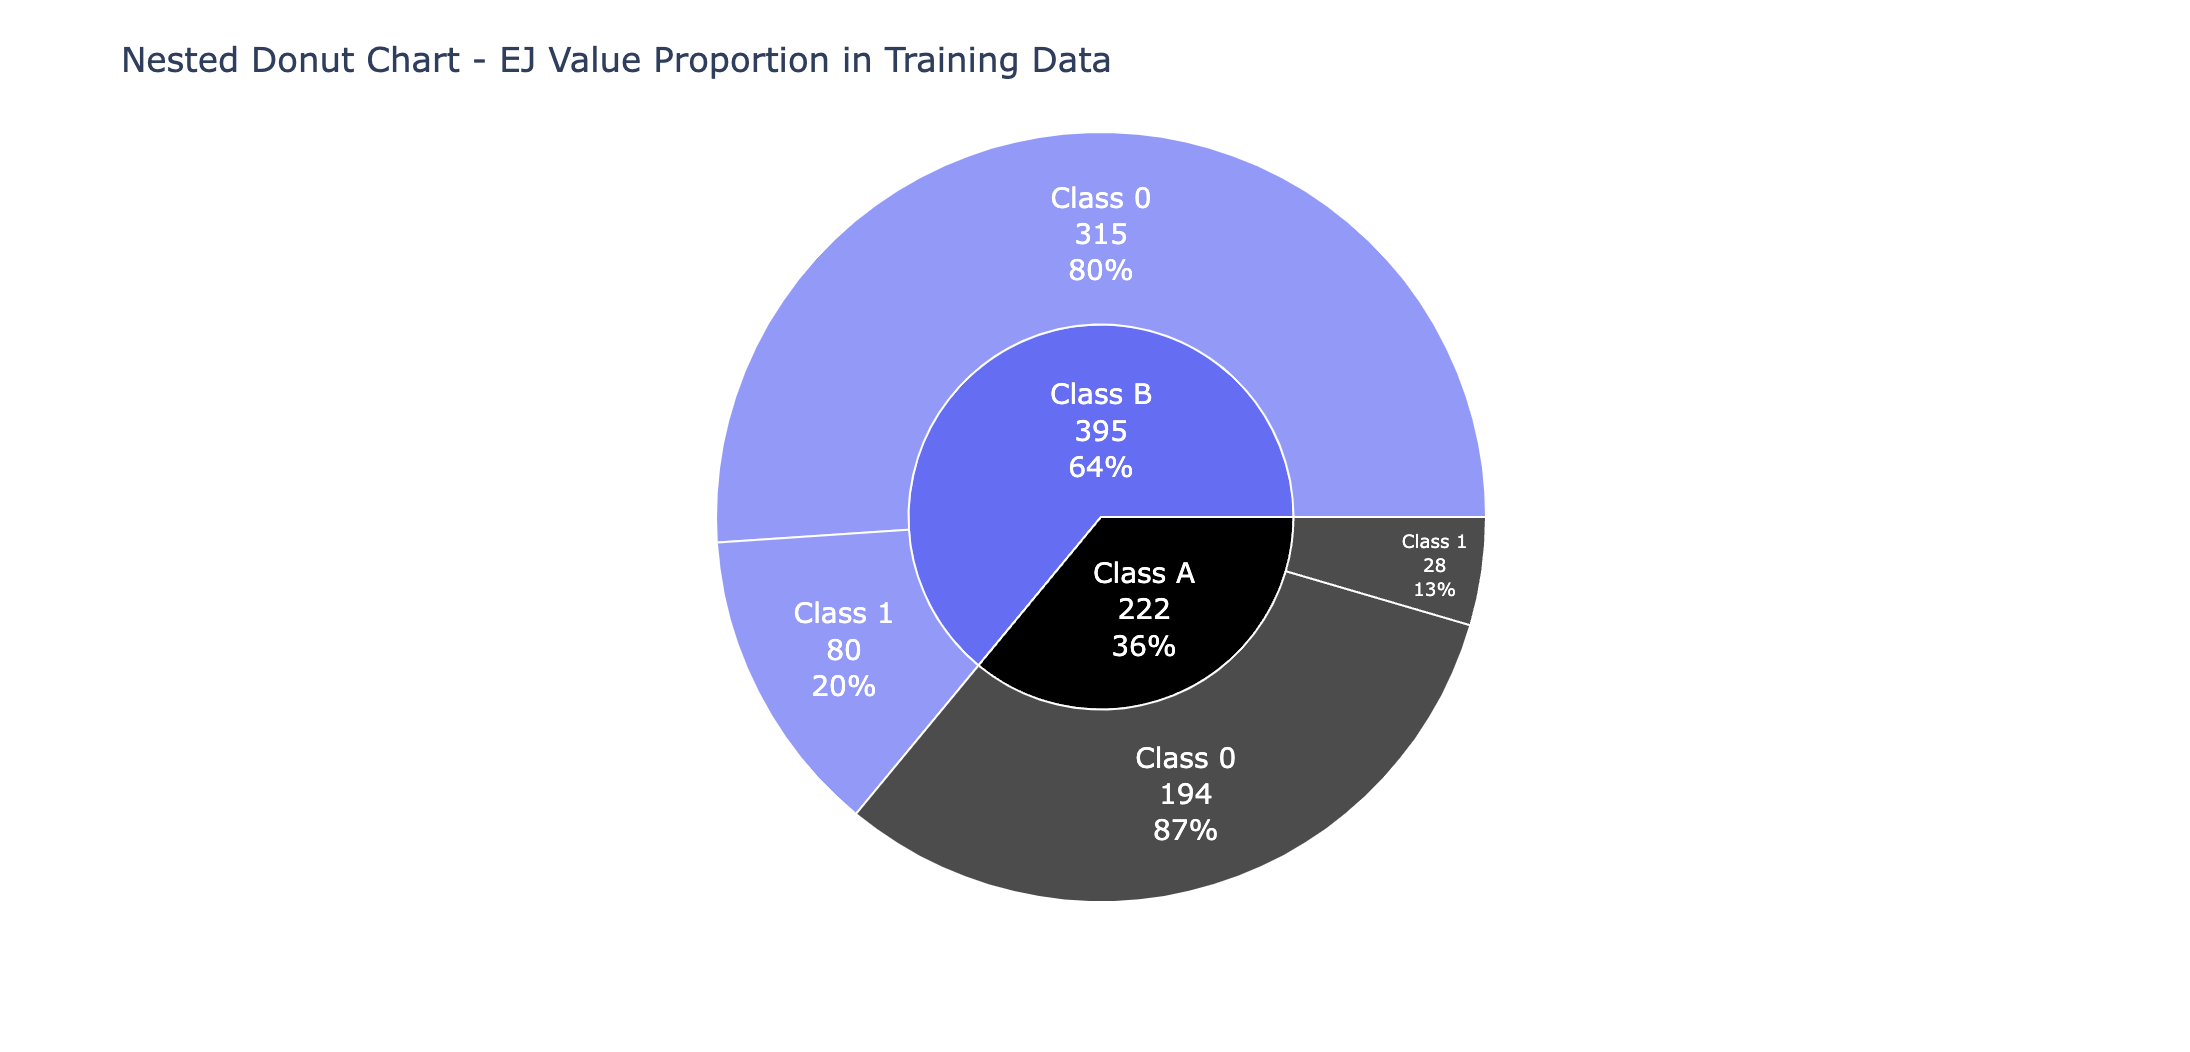 Nested Donut Chart - EJ Value Proportion in Training Data
Class 0
315
80%
Class B
395
64%
Class 1
28
13%
Class A
222
36%
Class 1
80
20%
Class 0
194
87%